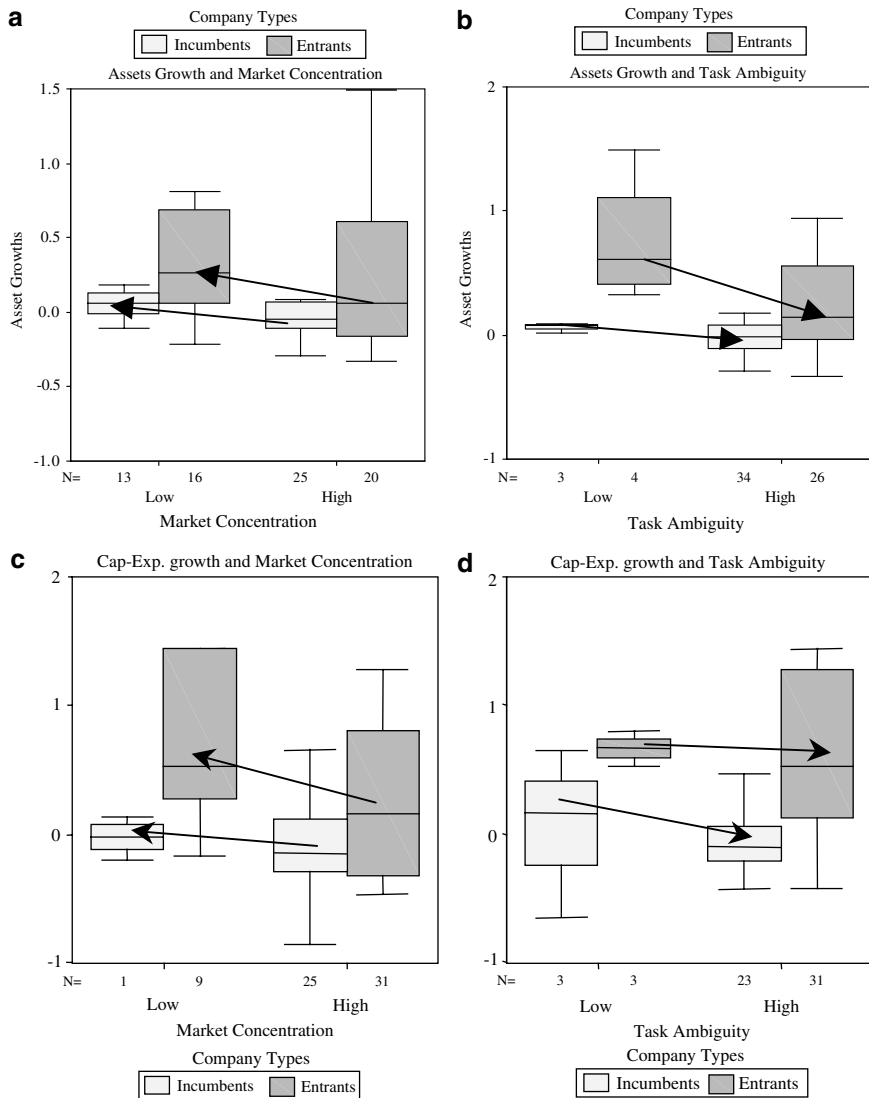 a
Company Types
Incumbents Entrants
Assets Growth and Market Concentration
1.5
1.0
0.5
0.0
-0.5
-1.0
Asset Growths
N= 13 16 25 20
Low High
Market Concentration
b
Company Types
Incumbents Entrants
Assets Growth and Task Ambiguity
2
1
0
-1
Asset Growths
N= 3 4 34 26
Low High
Task Ambiguity
c
Cap-Exp. growth and Market Concentration
2
1
0
-1
N= 1 9 25 31
Low High
Market Concentration
Company Types
Incumbents Entrants
d
Cap-Exp. growth and Task Ambiguity
2
1
0
-1
N= 3 3 23 31
Low High
Task Ambiguity
Company Types
Incumbents Entrants